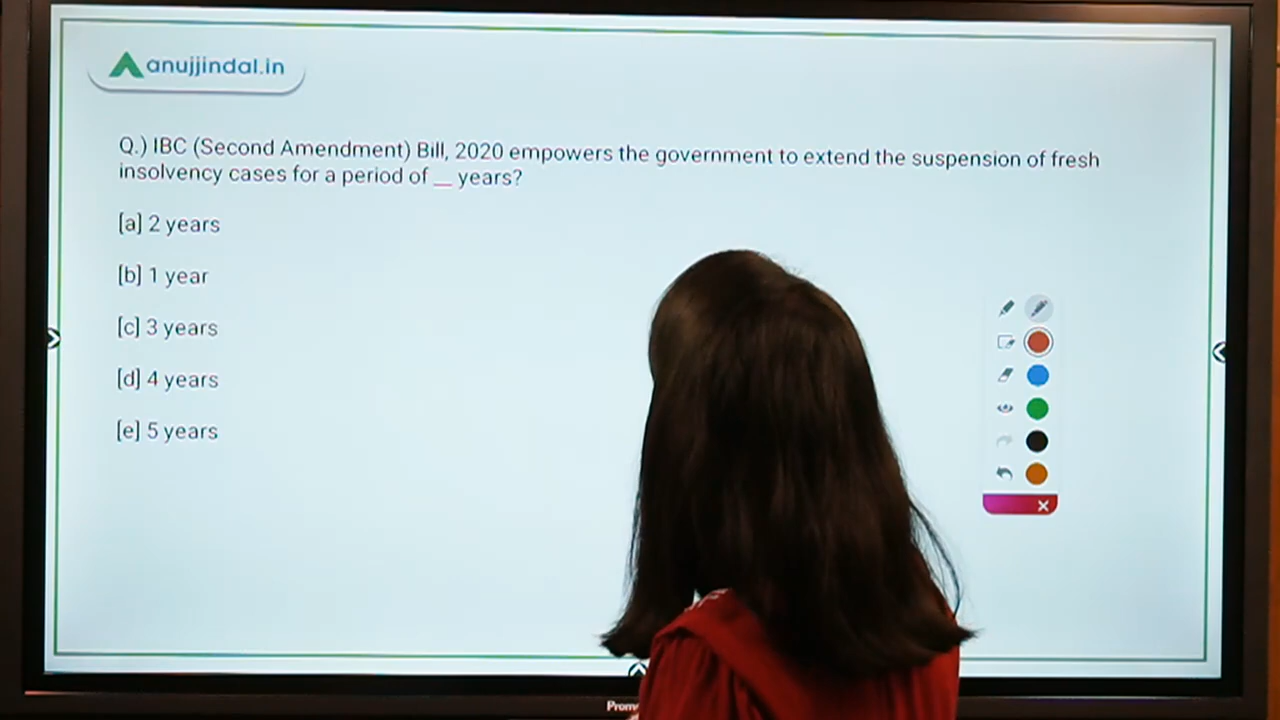 anujjindal.in
Q.) IBC (Second Amendment) Bill, 2020 empowers the government to extend the suspension of fresh
insolvency cases for a period of __ years?
[a] 2 years
[b] 1 year
[c] 3 years
[d] 4 years
[e] 5 years